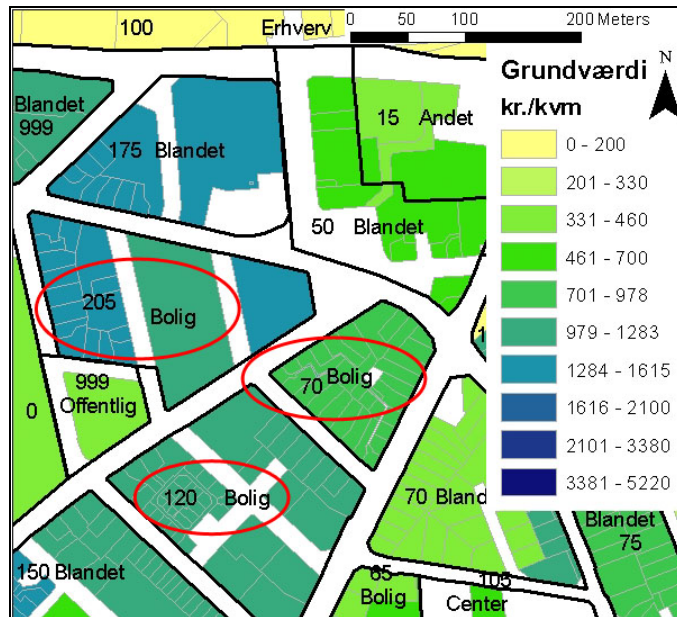 0 50 100 200 Meters
100 Erhverv
N
Grundværdi
kr./kvm
0 - 200
201 - 330
331 - 460
461 - 700
701 - 978
979 - 1283
1284 - 1615
1616 - 2100
2101 - 3380
3381 - 5220
Blandet
999
175 Blandet
15 Andet
50 Blandet
205 Bolig
999
Offentlig
0
70 Bolig
1
120 Bolig
70 Bland
Blandet
75
150 Blandet
65
Bolig
105
Center